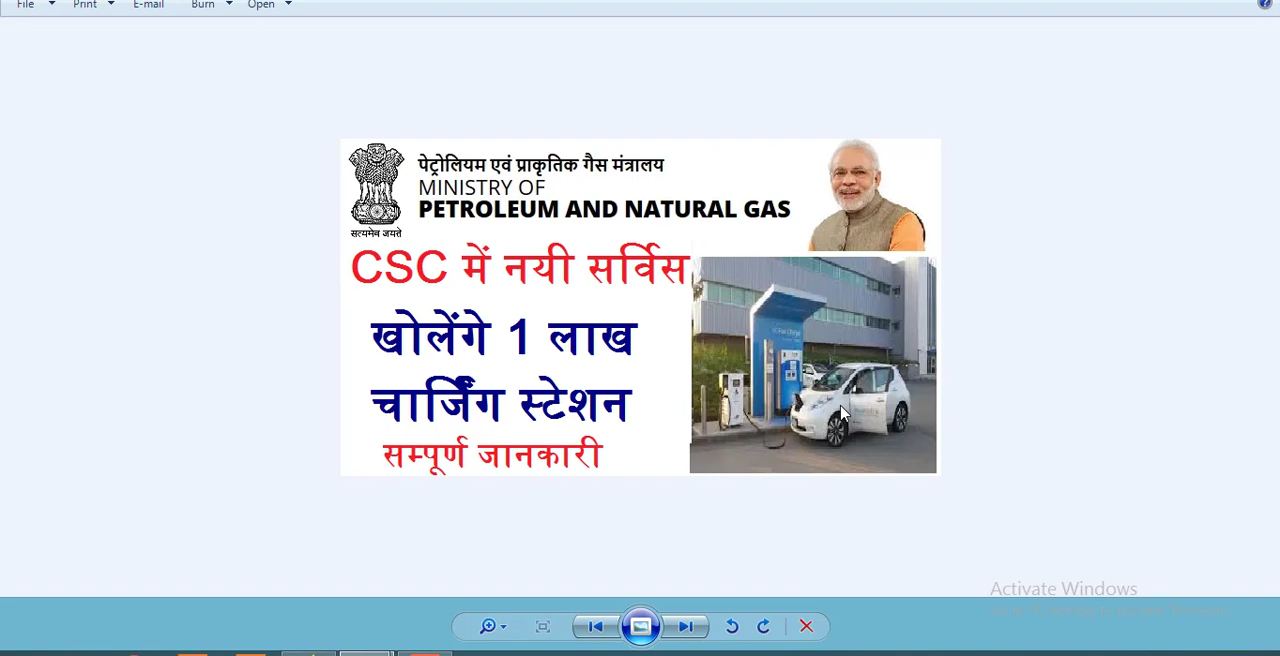 File Print E-mail Burn Open
पेट्रोलियम एवं प्राकृतिक गैस मंत्रालय
MINISTRY OF
PETROLEUM AND NATURAL GAS
सत्यमेव जयते
CSC में नयी सर्विस
खोलेंगे 1 लाख
चार्जिंग स्टेशन
सम्पूर्ण जानकारी
Activate Windows